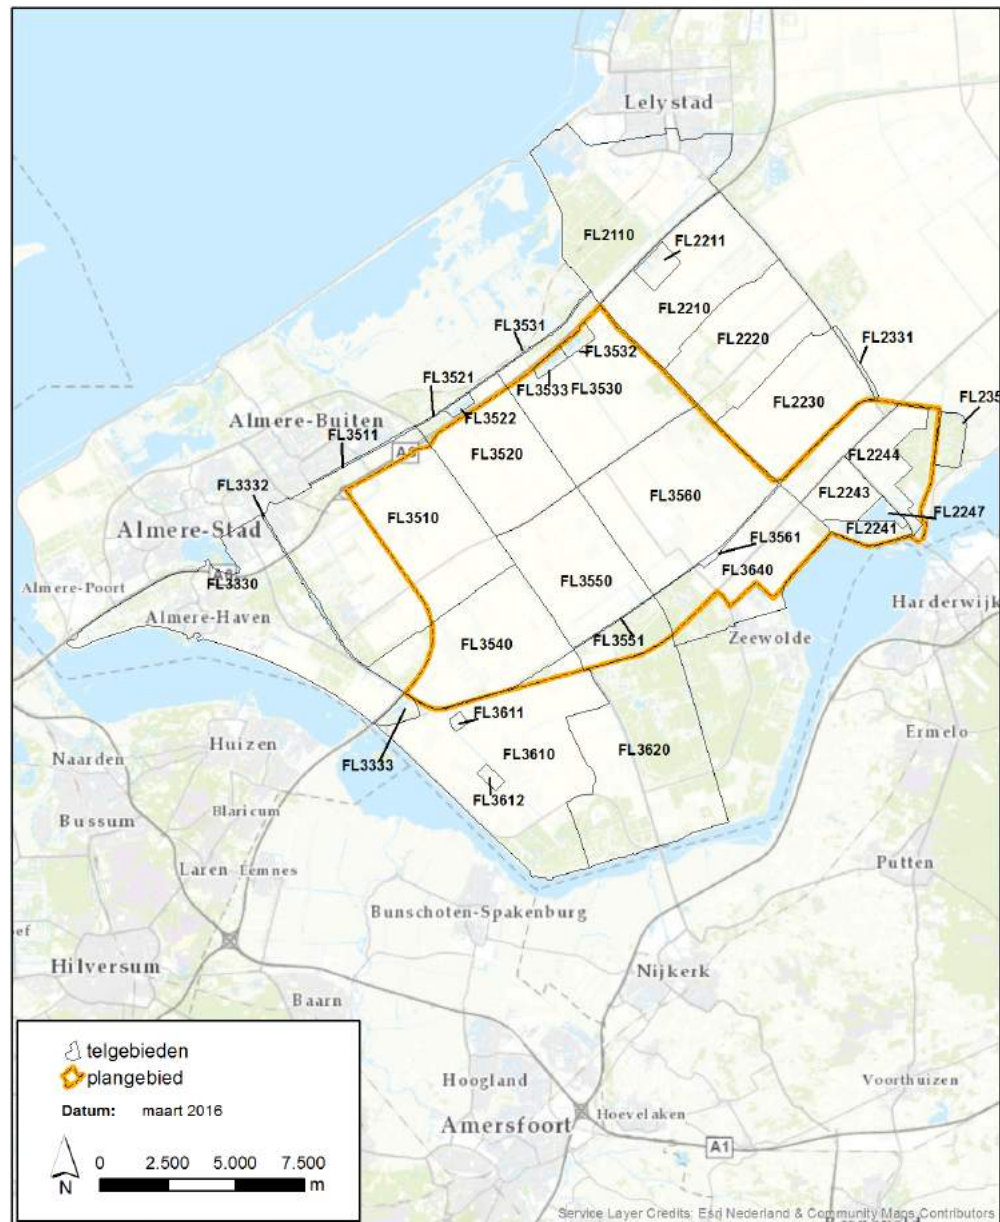 Lelystad
FL2110
FL2211
FL2210
FL2220
FL2331
FL3531
FL3532
FL3533
FL3530
FL3521
FL3522
FL2230
FL235
Almere-Buiten
FL3511
FL3520
FL2244
FL3332
FL2243
FL3560
FL2247
FL3510
FL2241
Almere-Stad
FL3561
FL3640
Almere-Poort
FL3330
FL3550
Harderwijk
Almere-Haven
FL3551
Zeewolde
FL3540
FL3611
Huizen
FL3610
FL3620
Ermelo
Naarden
FL3333
FL3612
Blaricum
Bussum
Laren
Eemnes
Putten
Bunschoten-Spakenburg
Hilversum
Nijkerk
Baarn
telgebieden
plangebied
Datum: maart 2016
0 2.500 5.000 7.500
m
N
Hoogland
Voorthuizen
Hoevelaken
Amersfoort
A1
Service Layer Credits: Esri Nederland & Community Maps Contributors